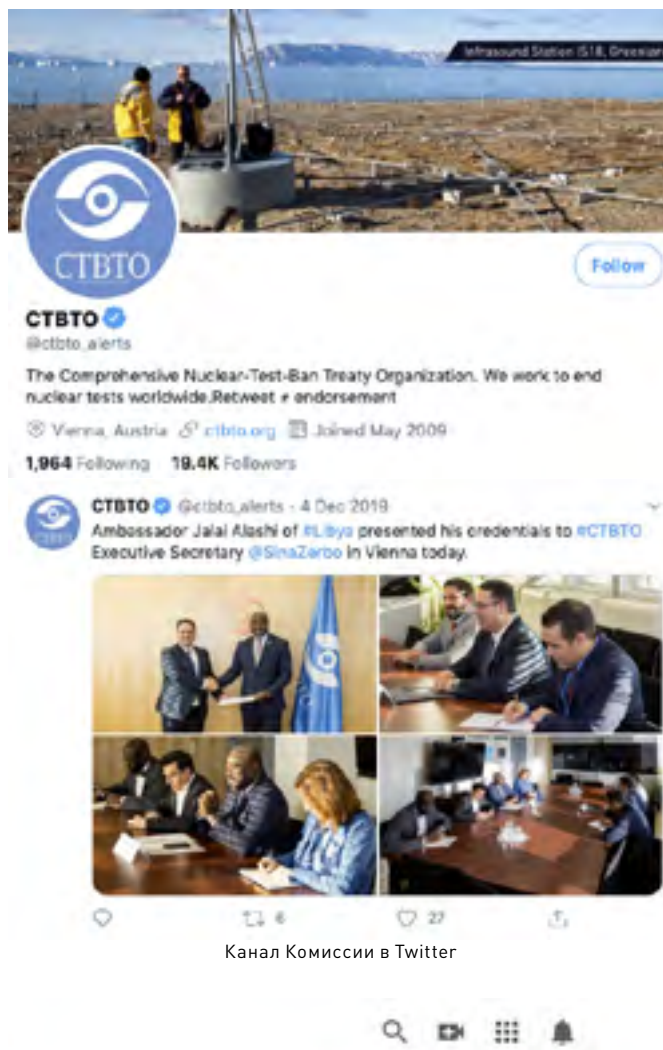 Infrasound Station IS18, Greenland
CTBTO
Follow
CTBTO
@ctbto_alerts
The Comprehensive Nuclear-Test-Ban Treaty Organization. We work to end
nuclear tests worldwide.Retweet ≠ endorsement
Vienna, Austria ctbto.org Joined May 2009
1,964 Following 19.4K Followers
CTBTO @ctbto_alerts - 4 Dec 2019
Ambassador Jalal Alashi of #Libya presented his credentials to #CTBTO
Executive Secretary @SinaZerbo in Vienna today.
6 27
Канал Комиссии в Twitter